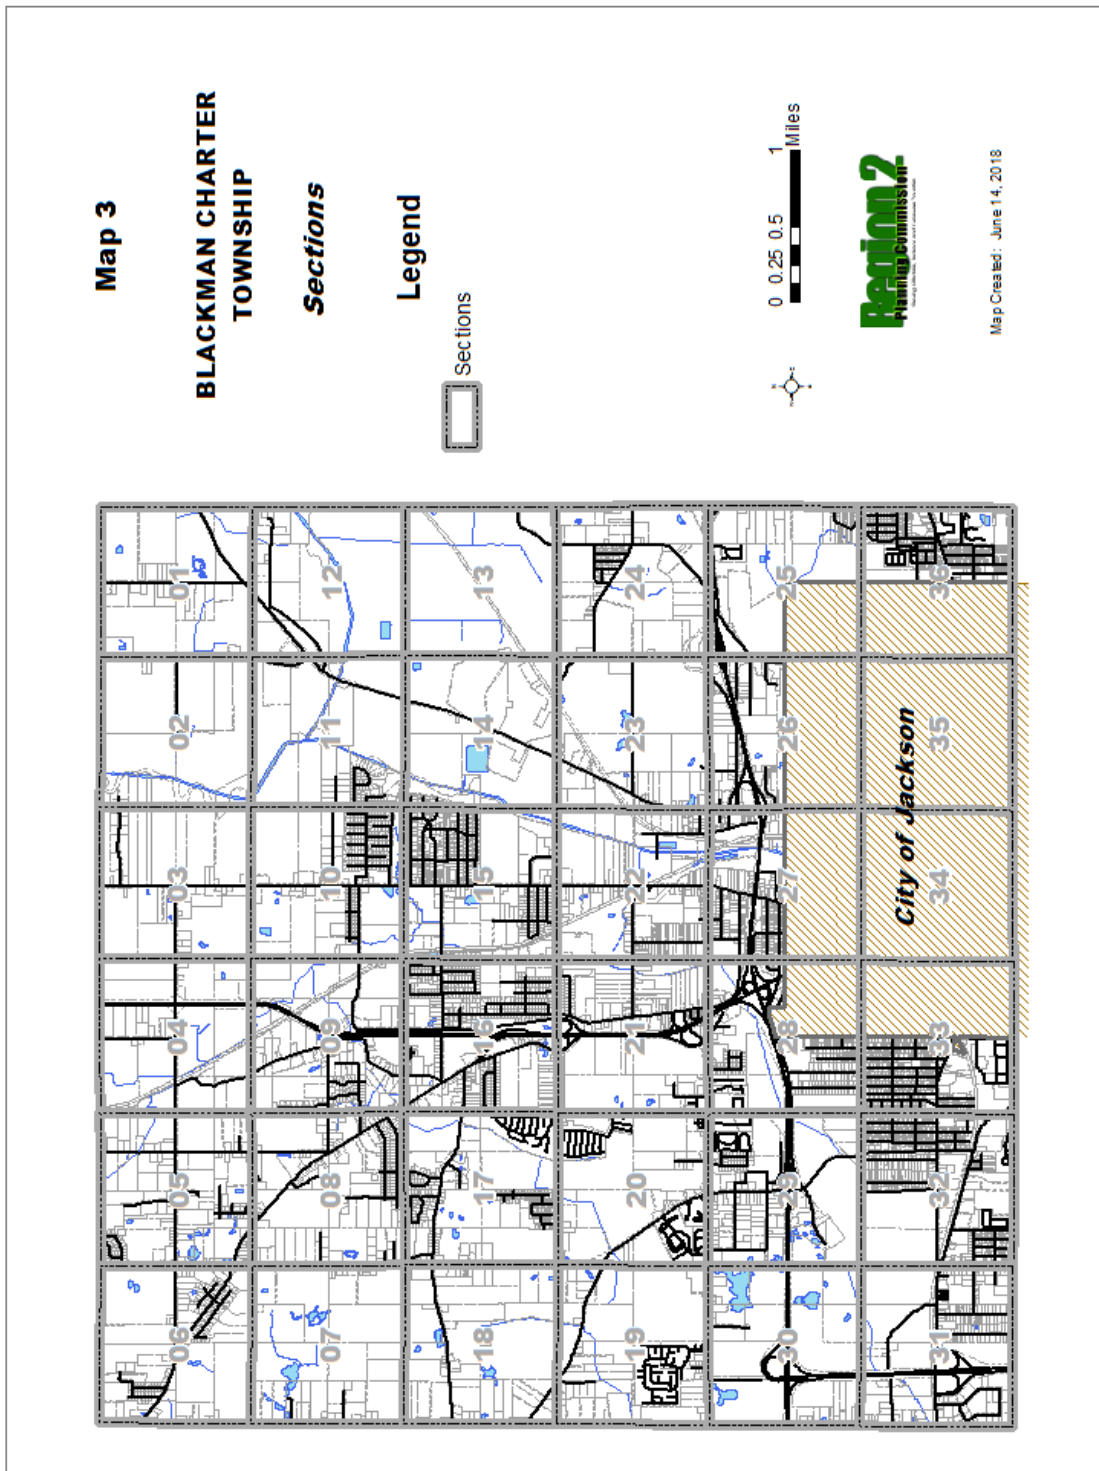 Map 3
BLACKMAN CHARTER
TOWNSHIP
Sections
Legend
Sections
0 0.25 0.5 1
Miles
Region 2
Planning Commission
Map Created: June 14, 2018
06 05 04 03 02 01
07 08 09 10 11 12
18 17 16 15 14 13
19 20 21 22 23 24
30 29 28 27 26 25
City of Jackson
31 32 33 34 35 36